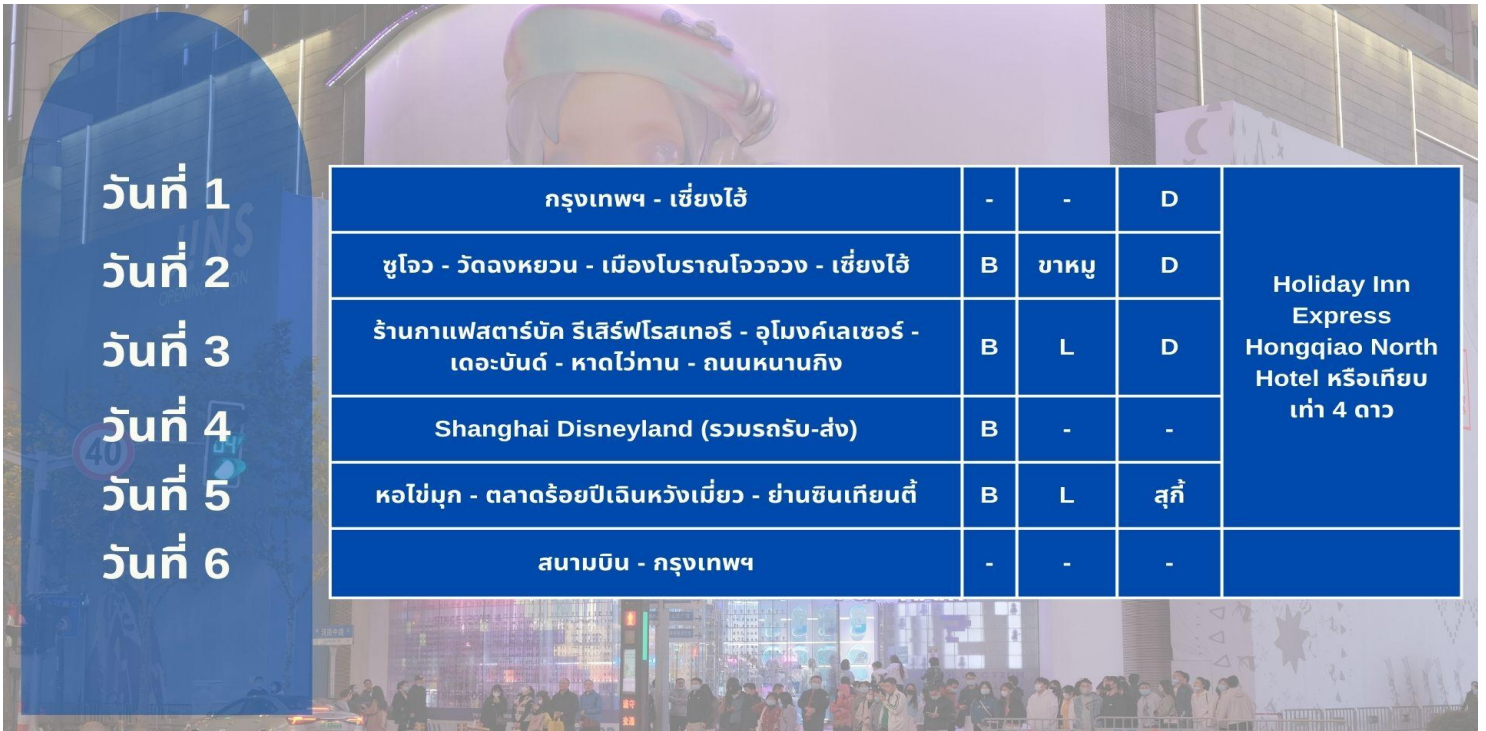 วันที่ 1
กรุงเทพฯ - เซี่ยงไฮ้
-
-
D
วันที่ 2
ซูโจว - วัดฉงหยวน - เมืองโบราณโจวจวง - เซี่ยงไฮ้
B
ขาหมู
D
วันที่ 3
ร้านกาแฟสตาร์บัค รีเสิร์ฟโรสเทอรี - อุโมงค์เลเซอร์ -
เดอะบันด์ - หาดไว่ทาน - ถนนหนานกิง
B
L
D
วันที่ 4
Shanghai Disneyland (รวมรถรับ-ส่ง)
B
-
-
วันที่ 5
หอไข่มุก - ตลาดร้อยปีเฉินหวังเมี่ยว - ย่านซินเทียนตี้
B
L
สุกี้
วันที่ 6
สนามบิน - กรุงเทพฯ
-
-
-
Holiday Inn
Express
Hongqiao North
Hotel หรือเทียบ
เท่า 4 ดาว
40